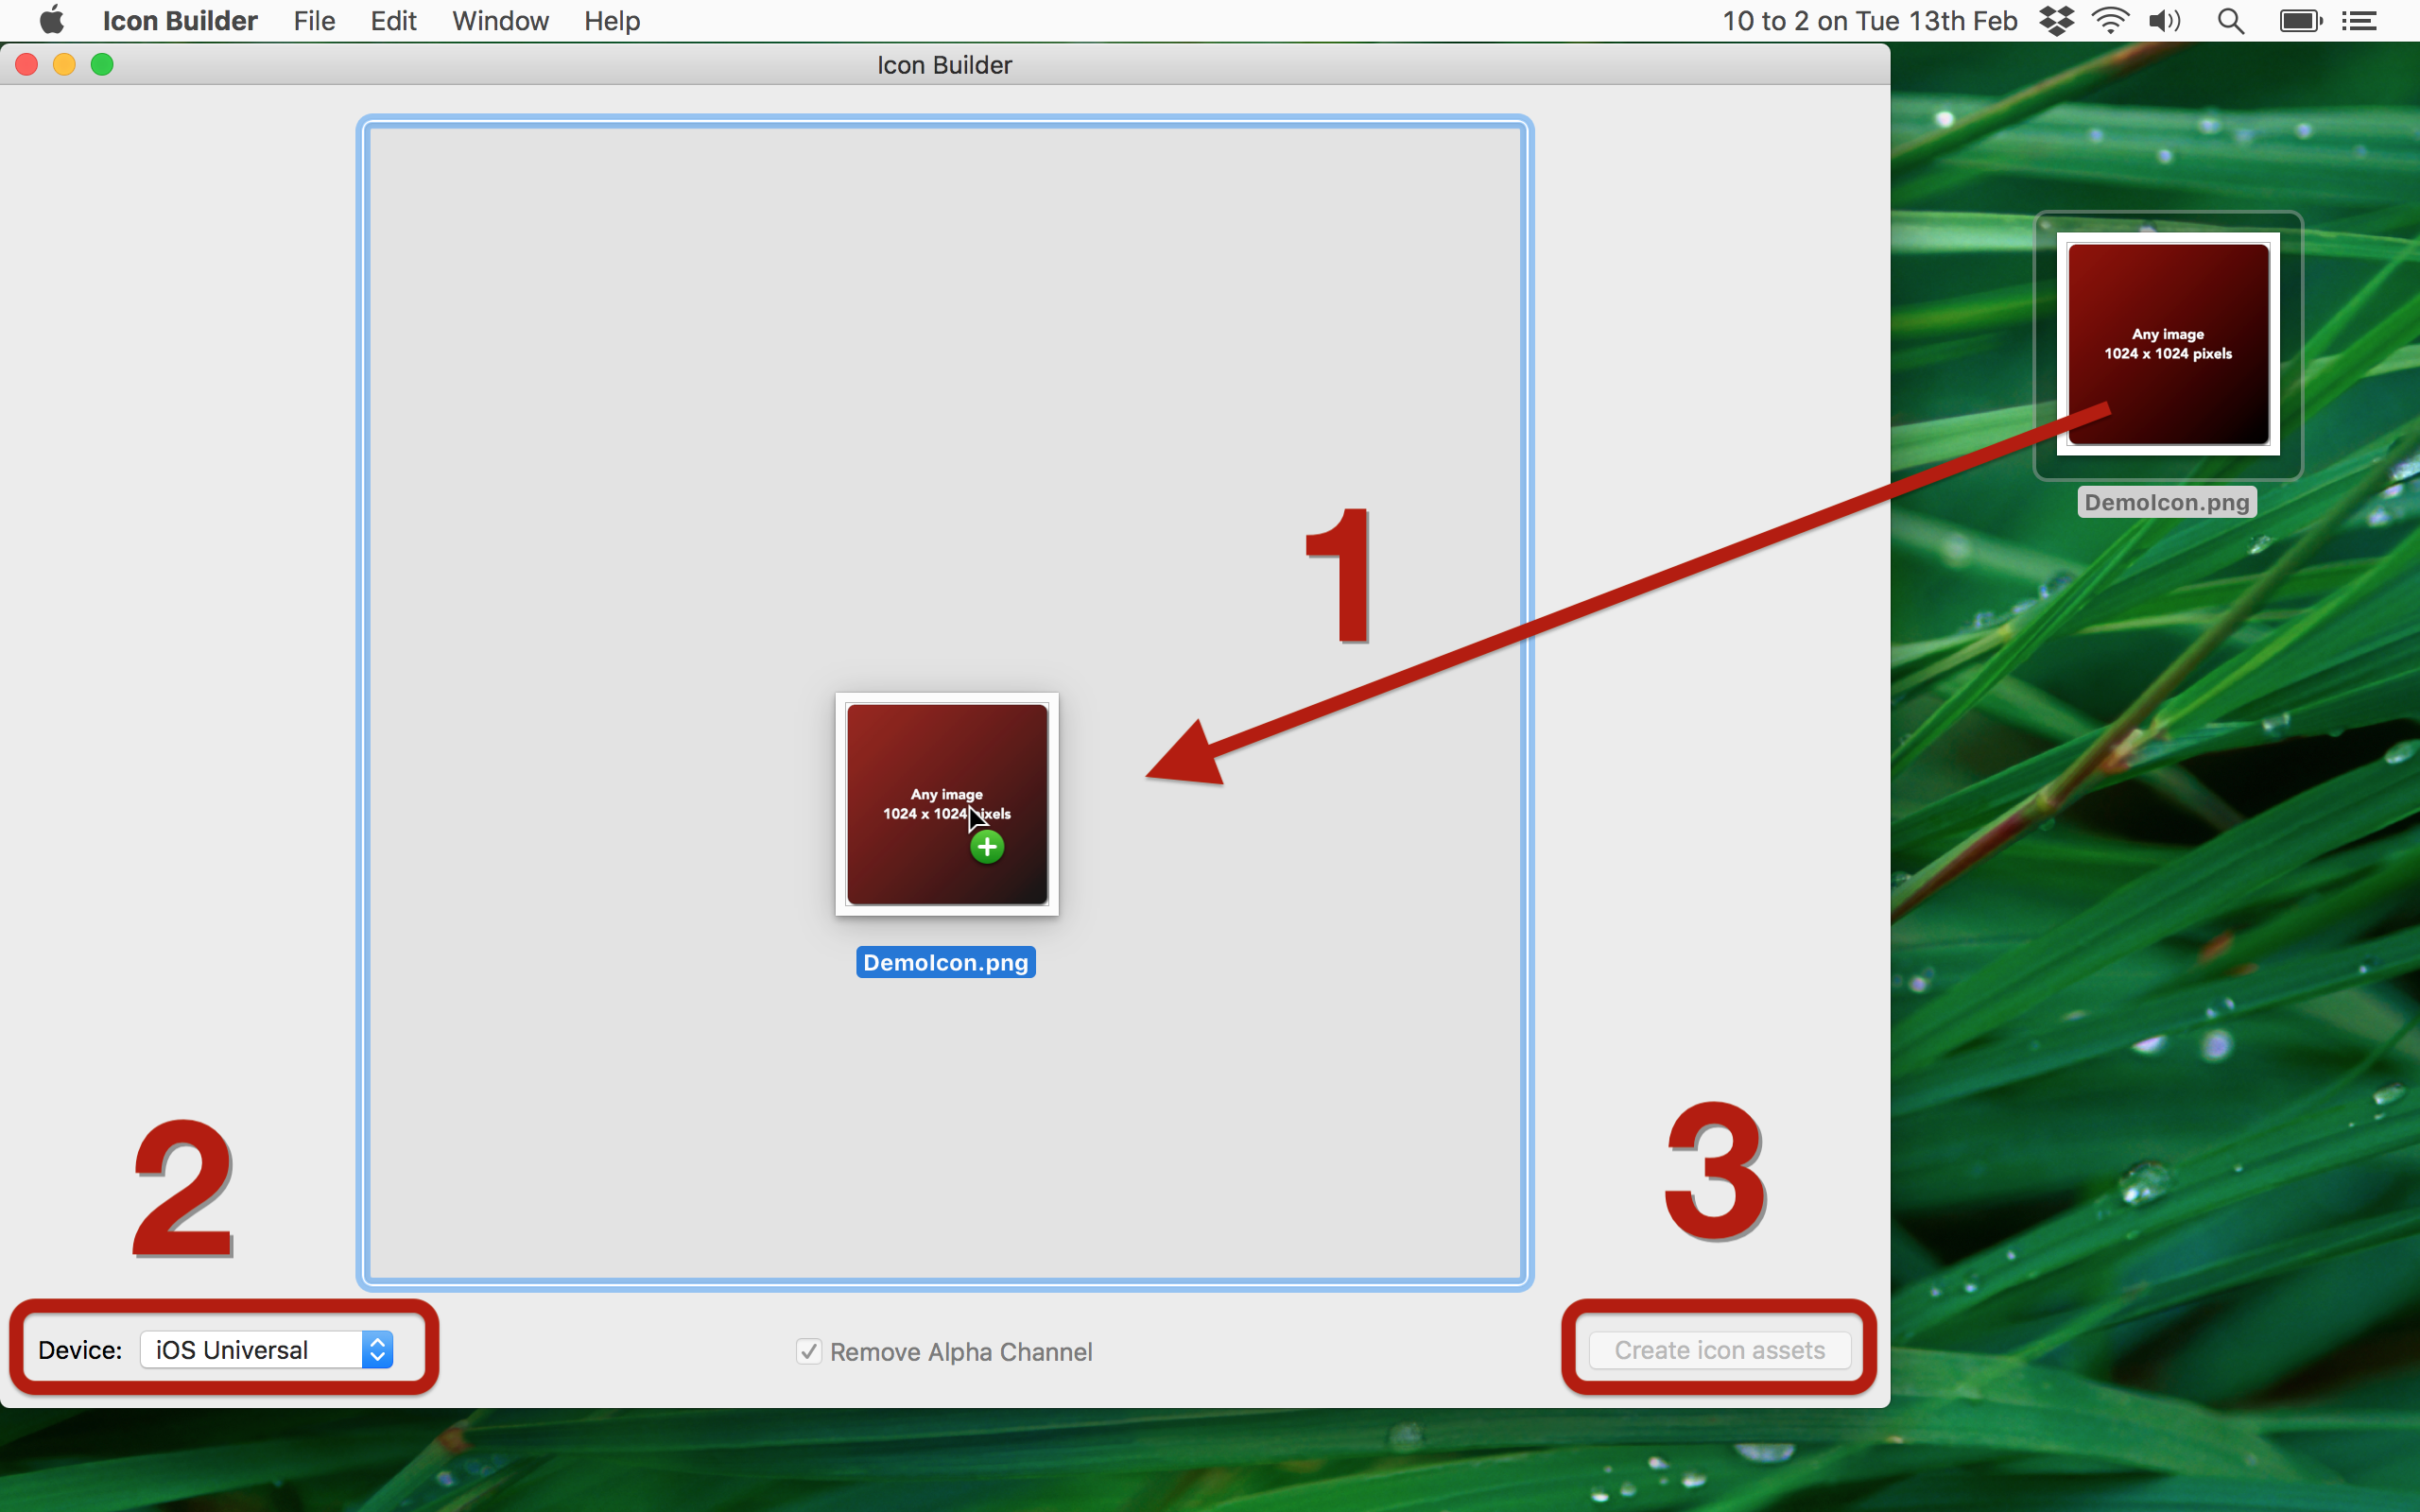 Icon Builder File Edit Window Help 10 to 2 on Tue 13th Feb
Icon Builder
Any image
1024 x 1024 pixels
DemoIcon.png
1
Any image
1024 x 1024 pixels
DemoIcon.png
2
3
Device: iOS Universal
Remove Alpha Channel
Create icon assets